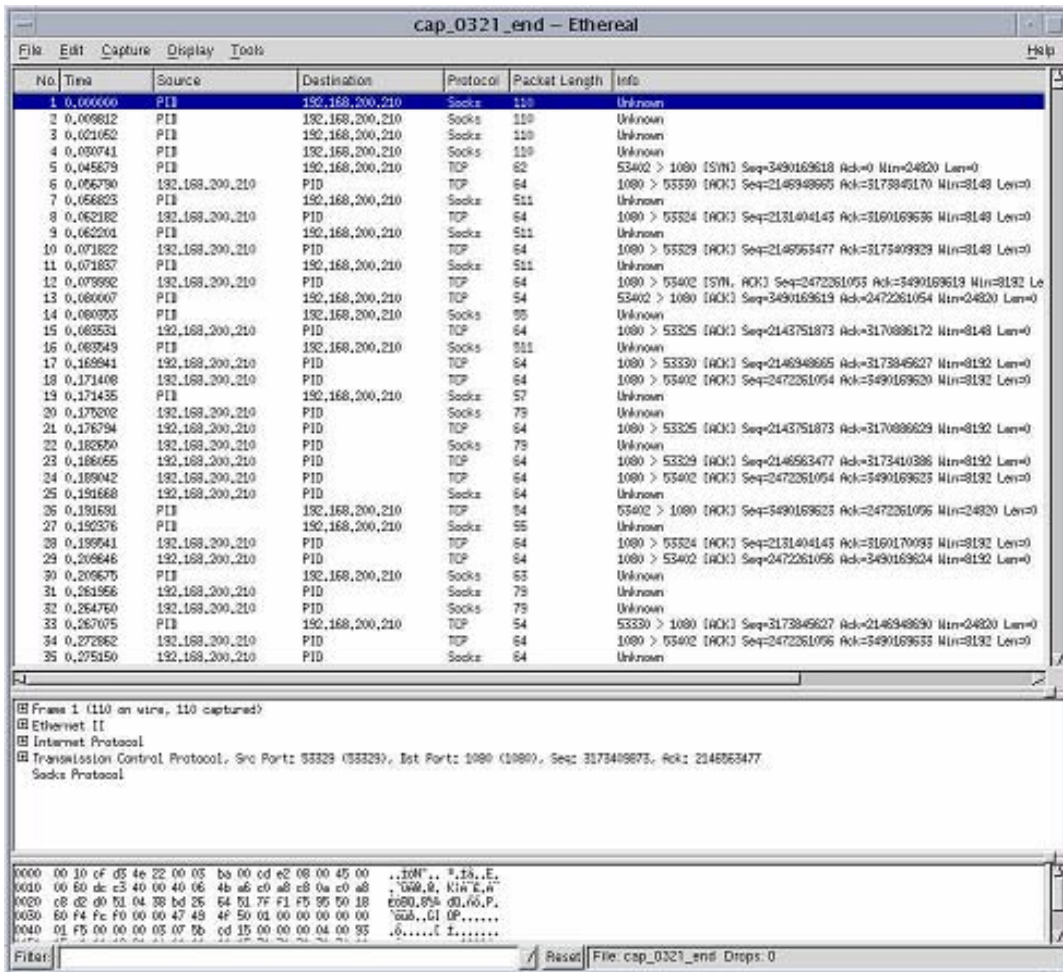 cap_0321_end – Ethereal
File Edit Capture Display Tools Help
No. Time Source Destination Protocol Packet Length Info
1 0.000000 PID 192.168.200.210 Socks 110 Unknown
2 0.009812 PID 192.168.200.210 Socks 110 Unknown
3 0.021052 PID 192.168.200.210 Socks 110 Unknown
4 0.030741 PID 192.168.200.210 Socks 110 Unknown
5 0.045679 PID 192.168.200.210 TCP 62 53402 > 1080 [SYN] Seq=3490169618 Ack=0 Win=24820 Len=0
6 0.056790 192.168.200.210 PID TCP 64 1080 > 53330 [ACK] Seq=2146948665 Ack=3173845170 Win=8148 Len=0
7 0.056823 PID 192.168.200.210 Socks 511 Unknown
8 0.062182 192.168.200.210 PID TCP 64 1080 > 53324 [ACK] Seq=2131404143 Ack=3160169636 Win=8148 Len=0
9 0.062201 PID 192.168.200.210 Socks 511 Unknown
10 0.071822 192.168.200.210 PID TCP 64 1080 > 53329 [ACK] Seq=2146563477 Ack=3173409929 Win=8148 Len=0
11 0.071837 PID 192.168.200.210 Socks 511 Unknown
12 0.079992 192.168.200.210 PID TCP 64 1080 > 53402 [SYN, ACK] Seq=2472261053 Ack=3490169619 Win=8192 Le
13 0.080007 PID 192.168.200.210 TCP 54 53402 > 1080 [ACK] Seq=3490169619 Ack=2472261054 Win=24820 Len=0
14 0.080353 PID 192.168.200.210 Socks 55 Unknown
15 0.083531 192.168.200.210 PID TCP 64 1080 > 53325 [ACK] Seq=2143751873 Ack=3170886172 Win=8148 Len=0
16 0.083549 PID 192.168.200.210 Socks 511 Unknown
17 0.169941 192.168.200.210 PID TCP 64 1080 > 53330 [ACK] Seq=2146948665 Ack=3173845627 Win=8192 Len=0
18 0.171408 192.168.200.210 PID TCP 64 1080 > 53402 [ACK] Seq=2472261054 Ack=3490169620 Win=8192 Len=0
19 0.171435 PID 192.168.200.210 Socks 57 Unknown
20 0.175202 192.168.200.210 PID Socks 79 Unknown
21 0.176794 192.168.200.210 PID TCP 64 1080 > 53325 [ACK] Seq=2143751873 Ack=3170886629 Win=8192 Len=0
22 0.182650 192.168.200.210 PID Socks 79 Unknown
23 0.186055 192.168.200.210 PID TCP 64 1080 > 53329 [ACK] Seq=2146563477 Ack=3173410386 Win=8192 Len=0
24 0.189042 192.168.200.210 PID TCP 64 1080 > 53402 [ACK] Seq=2472261054 Ack=3490169623 Win=8192 Len=0
25 0.191668 192.168.200.210 PID Socks 64 Unknown
26 0.191691 PID 192.168.200.210 TCP 54 53402 > 1080 [ACK] Seq=3490169623 Ack=2472261056 Win=24820 Len=0
27 0.192376 PID 192.168.200.210 Socks 55 Unknown
28 0.199541 192.168.200.210 PID TCP 64 1080 > 53324 [ACK] Seq=2131404143 Ack=3160170093 Win=8192 Len=0
29 0.209646 192.168.200.210 PID TCP 64 1080 > 53402 [ACK] Seq=2472261056 Ack=3490169624 Win=8192 Len=0
30 0.209675 PID 192.168.200.210 Socks 63 Unknown
31 0.261956 192.168.200.210 PID Socks 79 Unknown
32 0.264760 192.168.200.210 PID Socks 79 Unknown
33 0.267075 PID 192.168.200.210 TCP 54 53330 > 1080 [ACK] Seq=3173845627 Ack=2146948690 Win=24820 Len=0
34 0.272862 192.168.200.210 PID TCP 64 1080 > 53402 [ACK] Seq=2472261056 Ack=3490169633 Win=8192 Len=0
35 0.275150 192.168.200.210 PID Socks 64 Unknown
Frame 1 (110 on wire, 110 captured)
Ethernet II
Internet Protocol
Transmission Control Protocol, Src Port: 53329 (53329), Dst Port: 1080 (1080), Seq: 3173409873, Ack: 2146563477
Socks Protocol
0000 00 10 cf d3 4e 22 00 03 ba 00 cd e2 08 00 45 00
0010 00 60 dc c3 40 00 40 06 4b a6 c0 a8 c8 0a c0 a8
0020 c8 d2 d0 51 04 38 bd 26 64 51 7f f1 f5 95 50 18
0030 60 f4 fc f0 00 00 47 49 4f 50 01 00 00 00 00 00
0040 01 f5 00 00 00 03 07 5b cd 15 00 00 00 04 00 93
Filter: Reset File: cap_0321_end Drops: 0